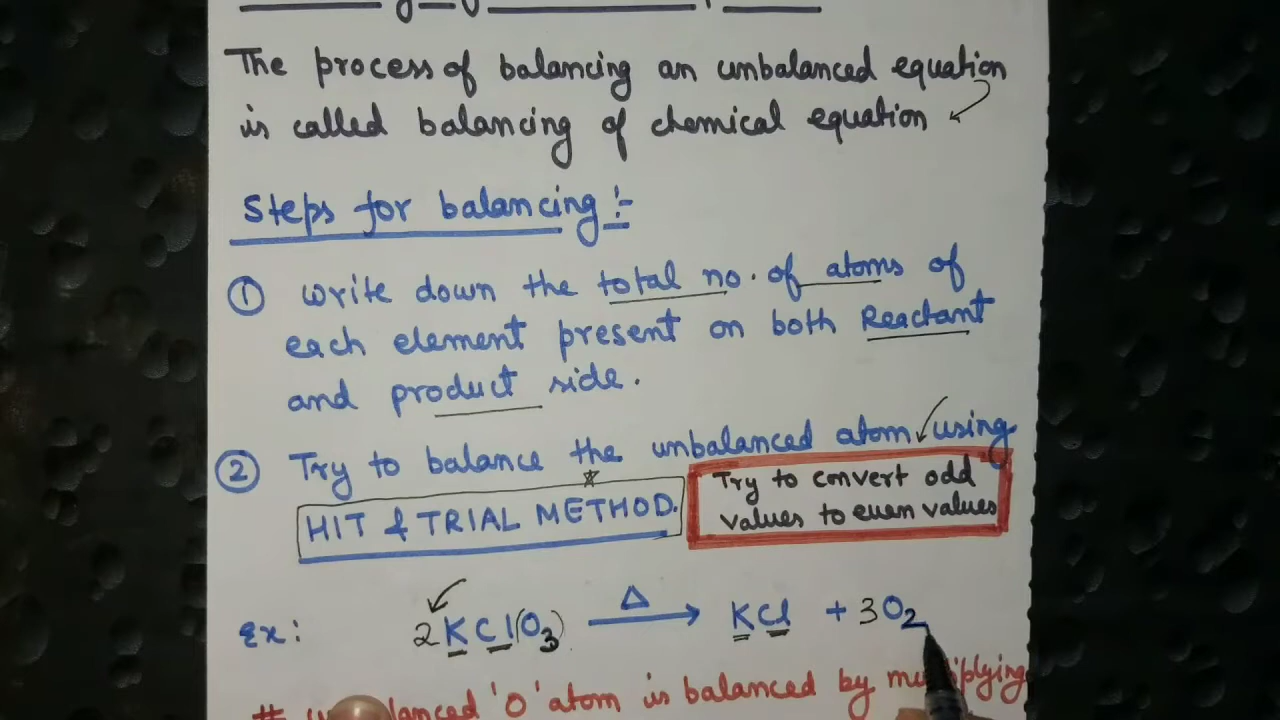 The process of balancing an unbalanced equation
is called balancing of chemical equation
Steps for balancing :-
① Write down the total no. of atoms of
each element present on both Reactant
and product side.
② Try to balance the unbalanced atom using
HIT & TRIAL METHOD.
Try to convert odd
values to even values
Ex: 2KCl(O3) Δ→ KCl + 3O2
# 'O' atom is balanced by multiplying